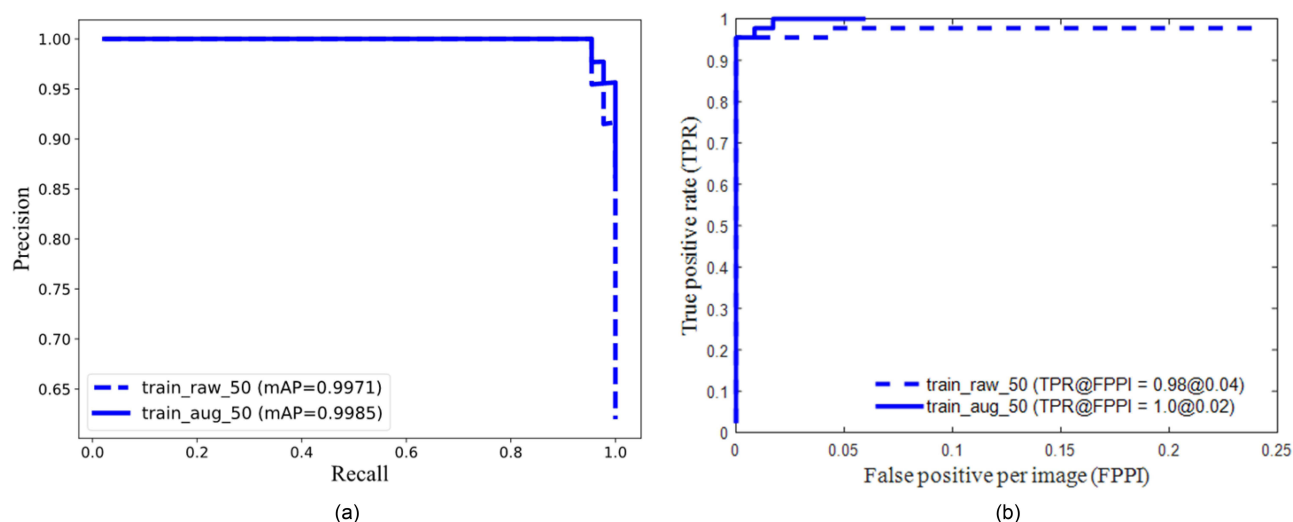 1.00
0.95
0.90
0.85
0.80
0.75
0.70
0.65
Precision
train_raw_50 (mAP=0.9971)
train_aug_50 (mAP=0.9985)
0.0 0.2 0.4 0.6 0.8 1.0
Recall
(a)
1
0.9
0.8
0.7
0.6
0.5
0.4
0.3
0.2
0.1
0
True positive rate (TPR)
train_raw_50 (TPR@FPPI = 0.98@0.04)
train_aug_50 (TPR@FPPI = 1.0@0.02)
0 0.05 0.1 0.15 0.2 0.25
False positive per image (FPPI)
(b)